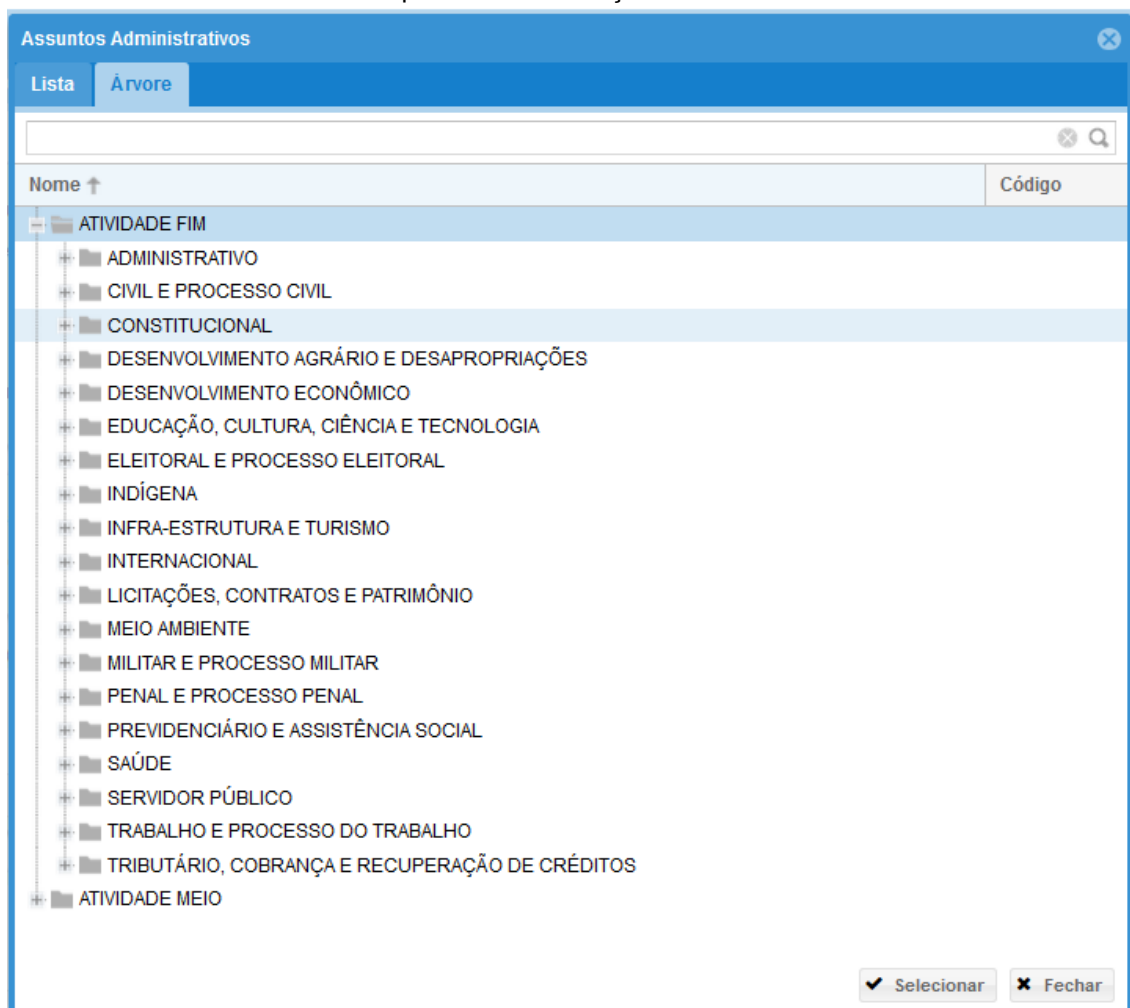 Assuntos Administrativos
Lista Árvore
Nome Código
ATIVIDADE FIM
ADMINISTRATIVO
CIVIL E PROCESSO CIVIL
CONSTITUCIONAL
DESENVOLVIMENTO AGRÁRIO E DESAPROPRIAÇÕES
DESENVOLVIMENTO ECONÔMICO
EDUCAÇÃO, CULTURA, CIÊNCIA E TECNOLOGIA
ELEITORAL E PROCESSO ELEITORAL
INDÍGENA
INFRA-ESTRUTURA E TURISMO
INTERNACIONAL
LICITAÇÕES, CONTRATOS E PATRIMÔNIO
MEIO AMBIENTE
MILITAR E PROCESSO MILITAR
PENAL E PROCESSO PENAL
PREVIDENCIÁRIO E ASSISTÊNCIA SOCIAL
SAÚDE
SERVIDOR PÚBLICO
TRABALHO E PROCESSO DO TRABALHO
TRIBUTÁRIO, COBRANÇA E RECUPERAÇÃO DE CRÉDITOS
ATIVIDADE MEIO
Selecionar Fechar